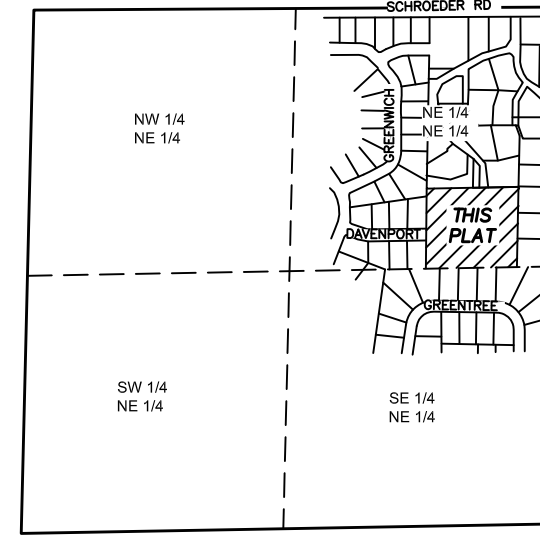 SCHROEDER RD
NW 1/4
NE 1/4
GREENWICH
NE 1/4
NE 1/4
THIS
PLAT
DAVENPORT
GREENTREE
SW 1/4
NE 1/4
SE 1/4
NE 1/4